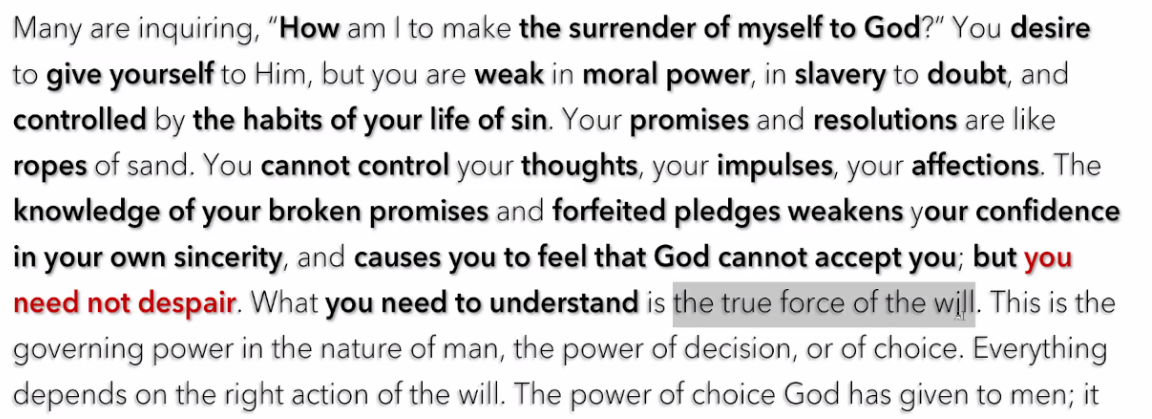 Many are inquiring, “How am I to make the surrender of myself to God?” You desire
to give yourself to Him, but you are weak in moral power, in slavery to doubt, and
controlled by the habits of your life of sin. Your promises and resolutions are like
ropes of sand. You cannot control your thoughts, your impulses, your affections. The
knowledge of your broken promises and forfeited pledges weakens your confidence
in your own sincerity, and causes you to feel that God cannot accept you; but you
need not despair. What you need to understand is the true force of the will. This is the
governing power in the nature of man, the power of decision, or of choice. Everything
depends on the right action of the will. The power of choice God has given to men; it